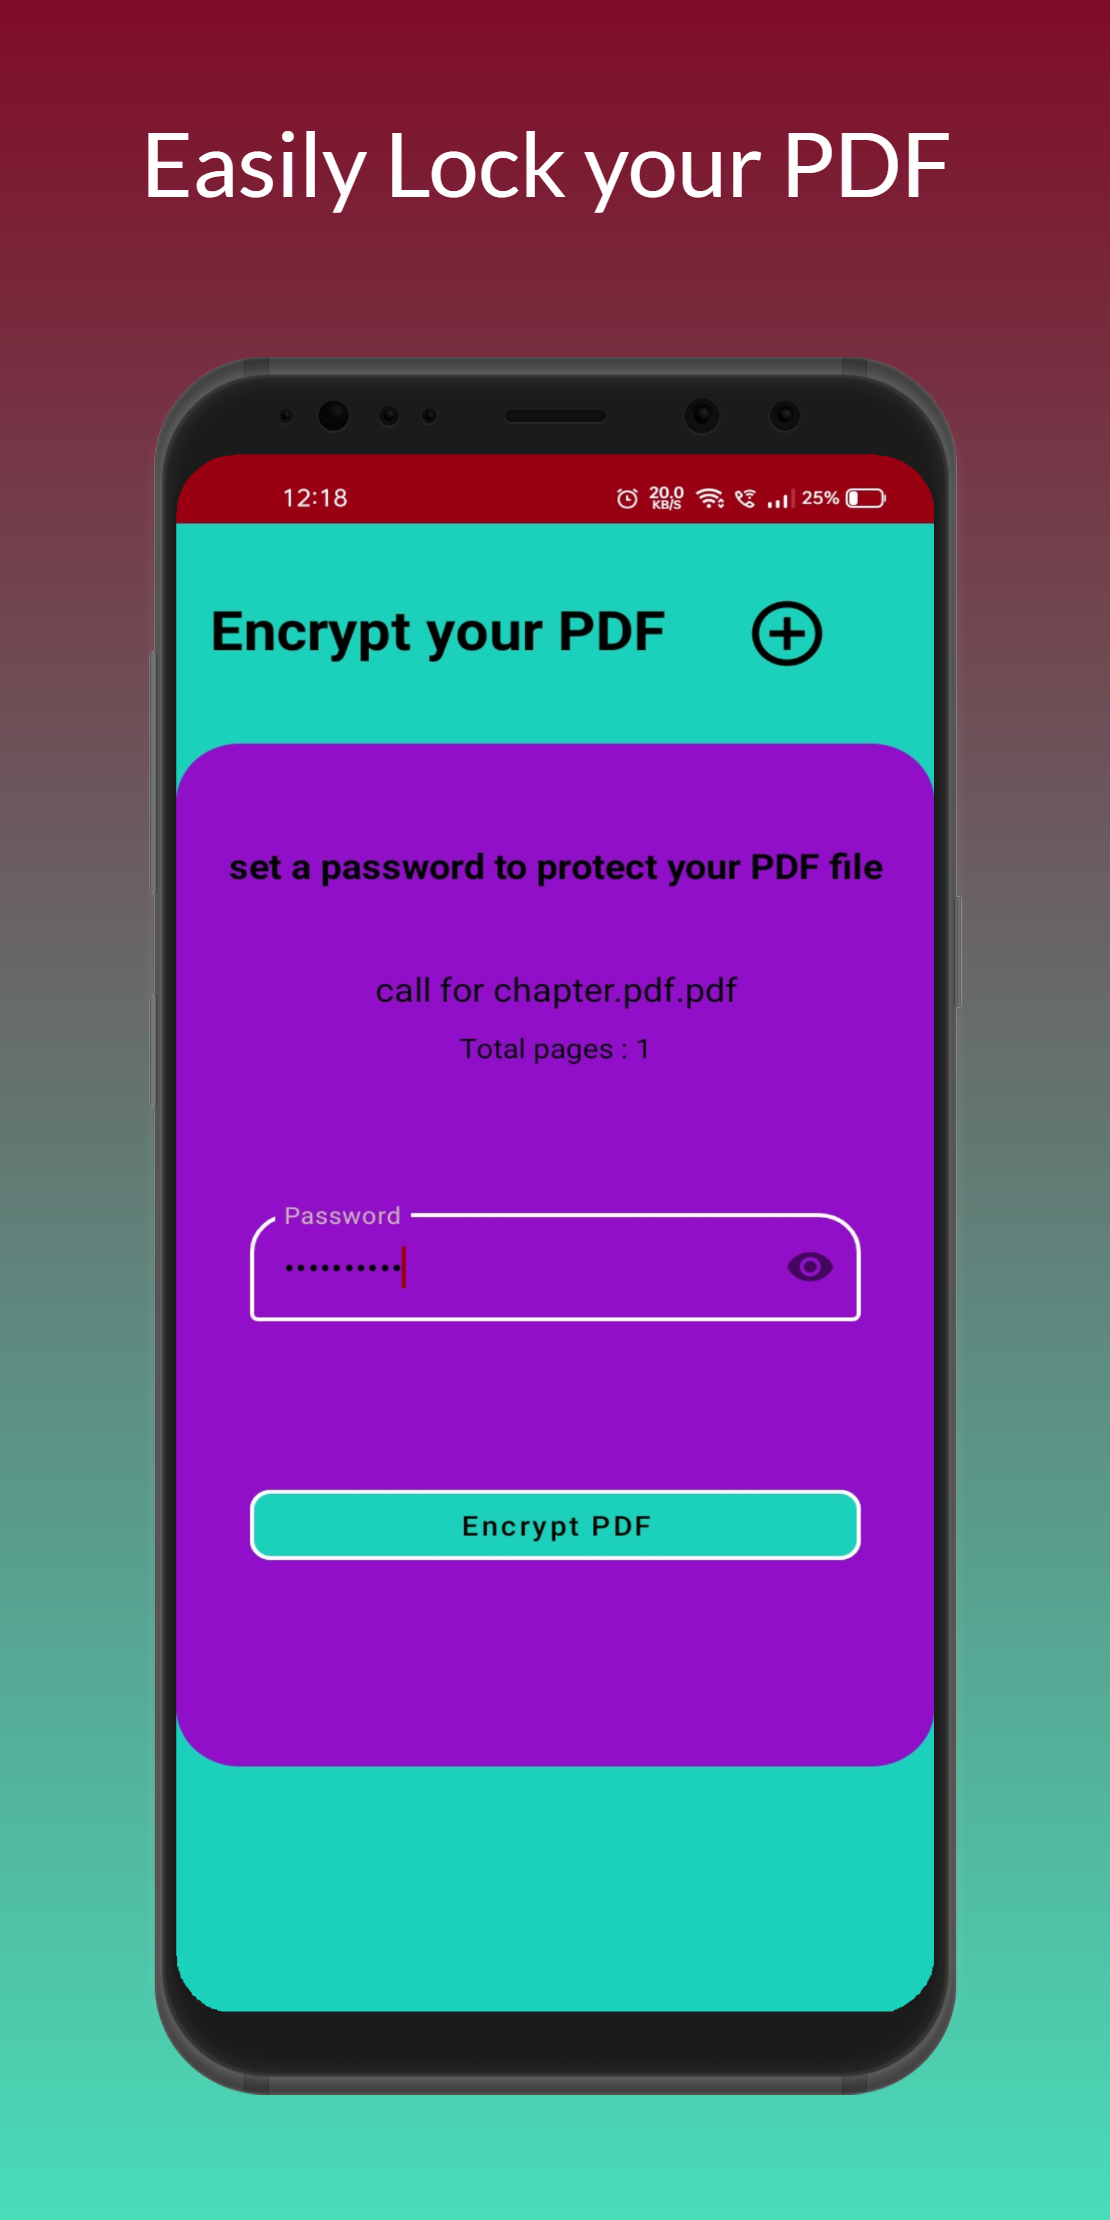 Easily Lock your PDF
12:18 20.0 KB/S 25%
Encrypt your PDF
set a password to protect your PDF file
call for chapter.pdf.pdf
Total pages : 1
Password
••••••••••
Encrypt PDF